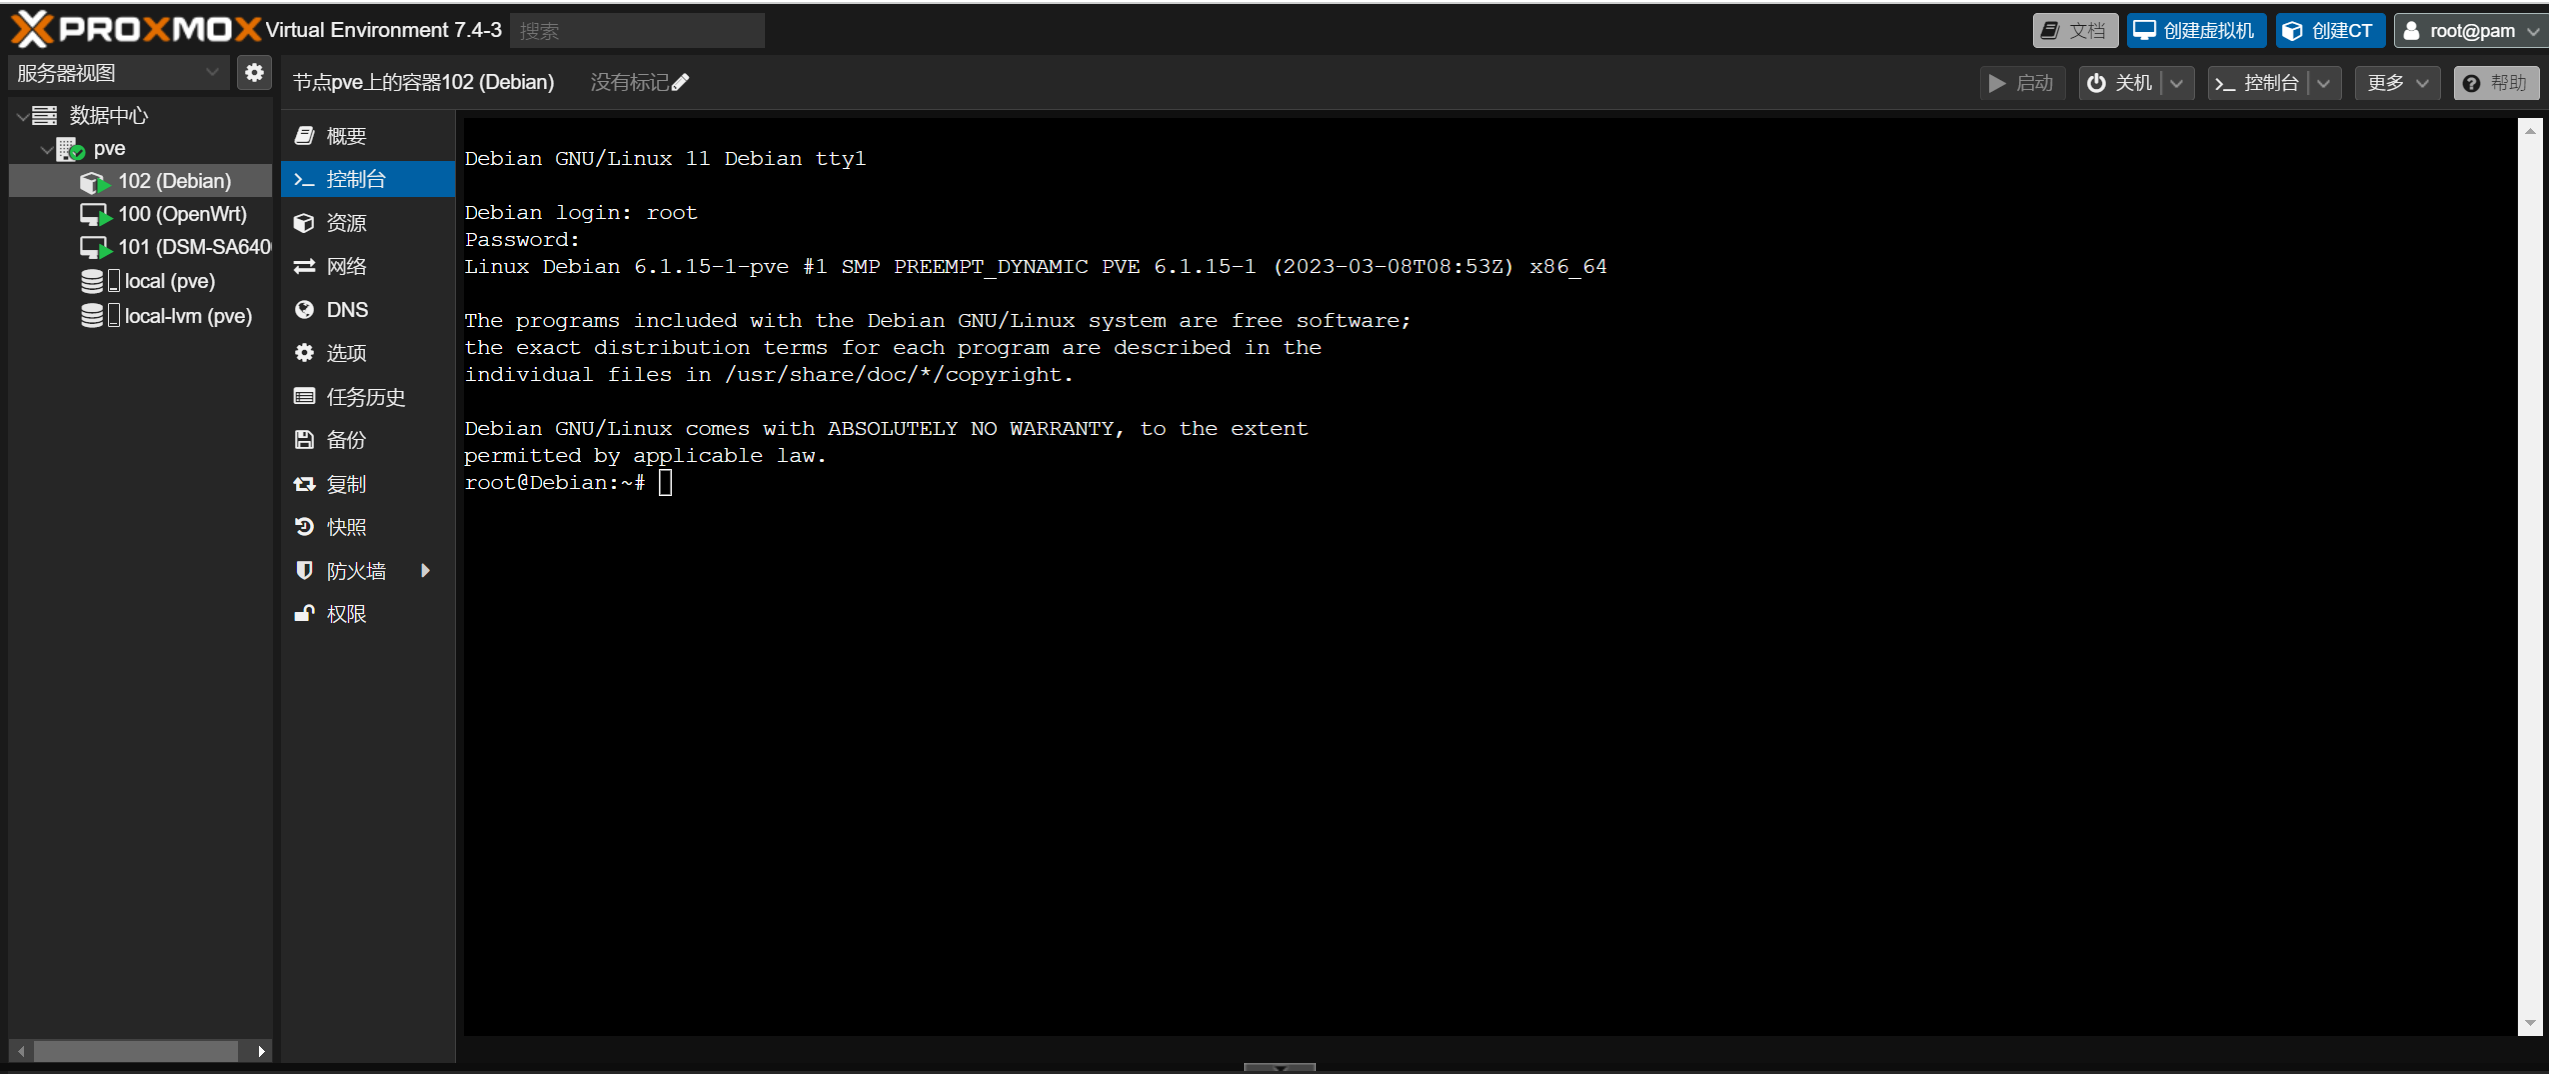 PROXMOX Virtual Environment 7.4-3 搜索 文档 创建虚拟机 创建CT root@pam
服务器视图
节点pve上的容器102 (Debian) 没有标记 启动 关机 控制台 更多 帮助
数据中心
pve
102 (Debian)
100 (OpenWrt)
101 (DSM-SA640
local (pve)
local-lvm (pve)
概要
控制台
资源
网络
DNS
选项
任务历史
备份
复制
快照
防火墙
权限
Debian GNU/Linux 11 Debian tty1
Debian login: root
Password:
Linux Debian 6.1.15-1-pve #1 SMP PREEMPT_DYNAMIC PVE 6.1.15-1 (2023-03-08T08:53Z) x86_64
The programs included with the Debian GNU/Linux system are free software;
the exact distribution terms for each program are described in the
individual files in /usr/share/doc/*/copyright.
Debian GNU/Linux comes with ABSOLUTELY NO WARRANTY, to the extent
permitted by applicable law.
root@Debian:~#